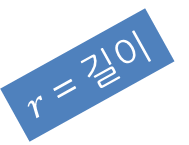 r = 길이